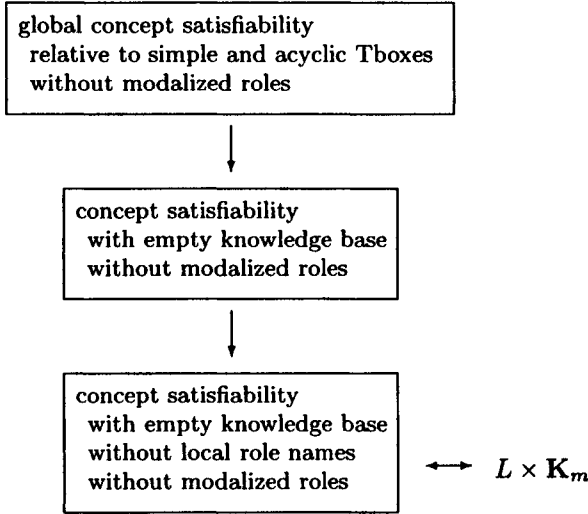 global concept satisfiability
relative to simple and acyclic Tboxes
without modalized roles
concept satisfiability
with empty knowledge base
without modalized roles
concept satisfiability
with empty knowledge base
without local role names
without modalized roles
L × K_m